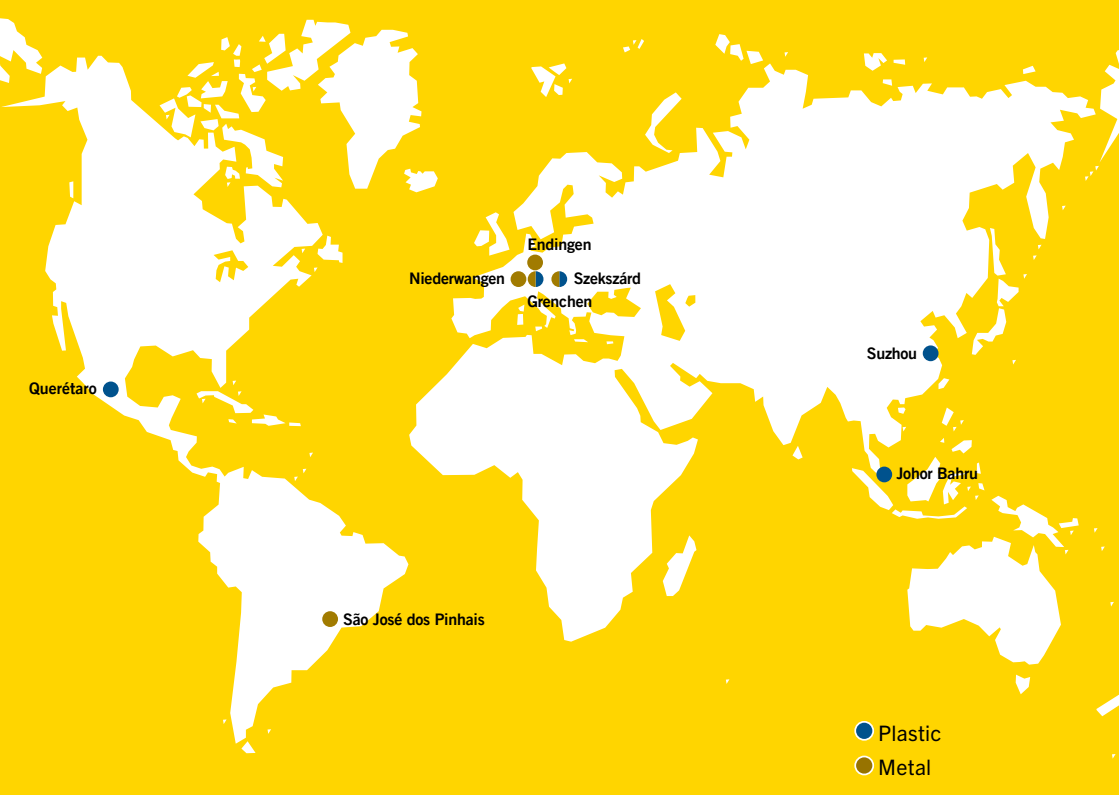 Endingen
Niederwangen
Szekszárd
Grenchen
Suzhou
Querétaro
Johor Bahru
São José dos Pinhais
Plastic
Metal